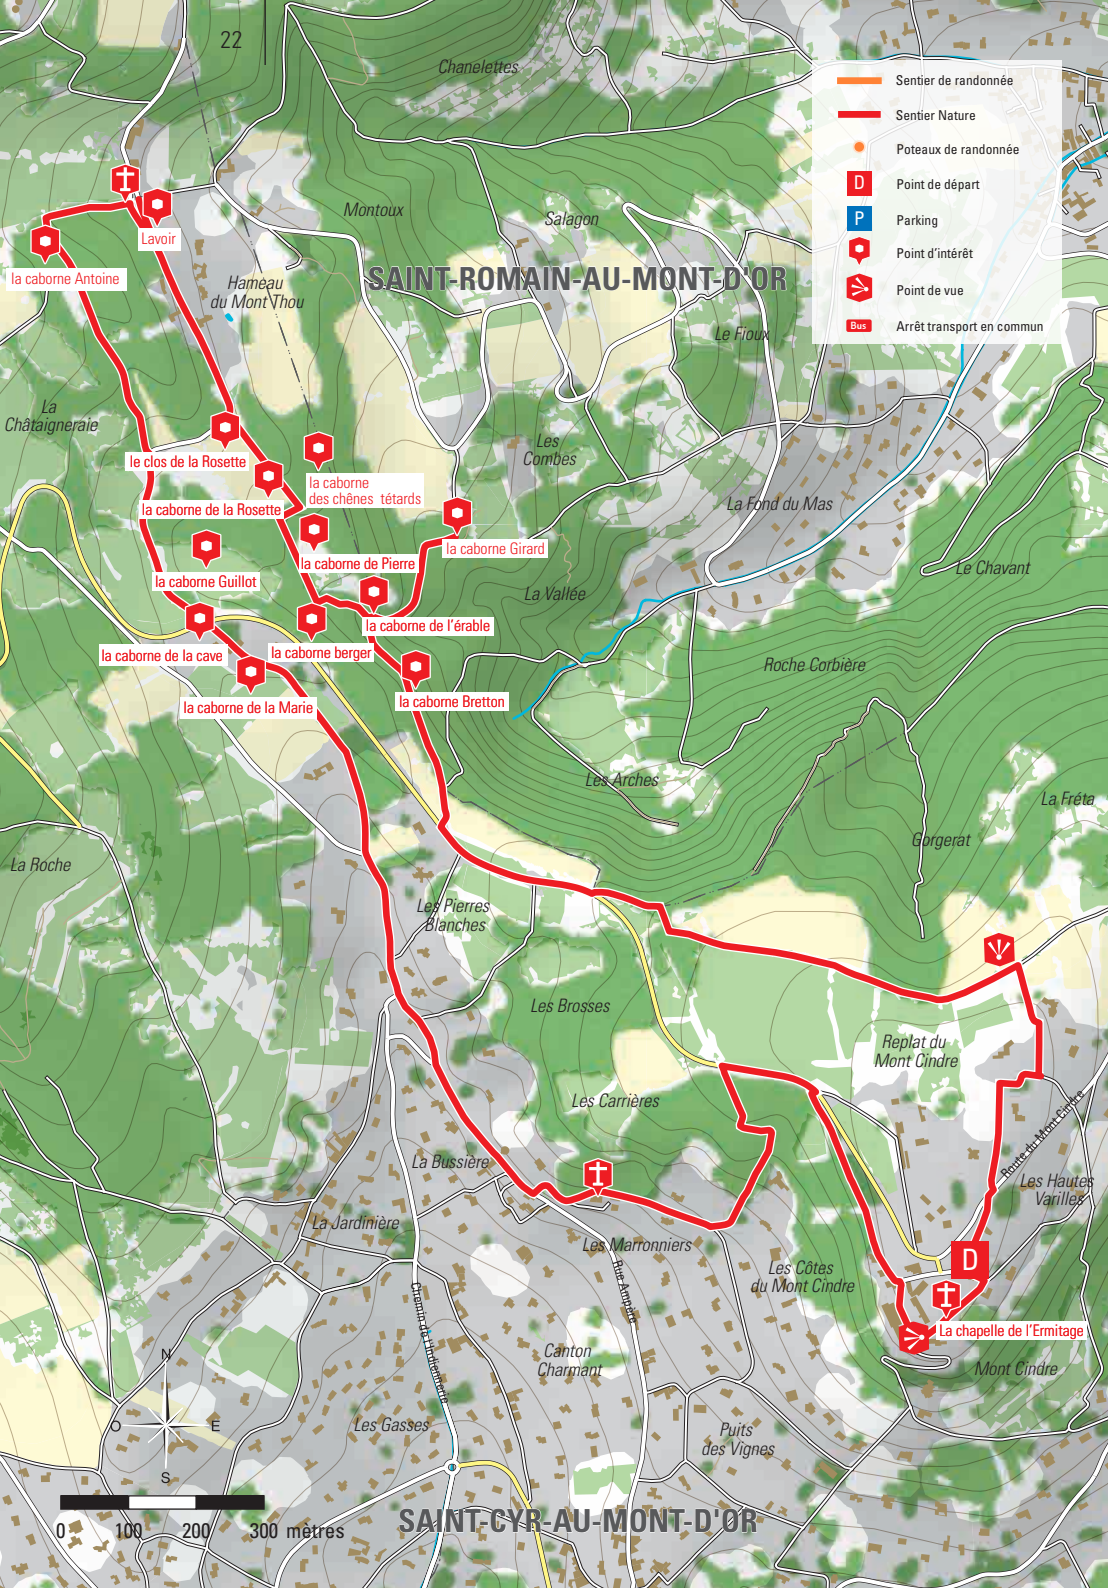 22
Chanelettes
Sentier de randonnée
Sentier Nature
Poteaux de randonnée
D
Point de départ
P
Parking
Point d'intérêt
Point de vue
Bus
Arrêt transport en commun
Montoux
Salagon
Lavoir
la caborne Antoine
Hameau
du Mont Thou
SAINT-ROMAIN-AU-MONT-D'OR
Le Fioux
La
Châtaigneraie
Les
Combes
le clos de la Rosette
la caborne
des chênes tétards
la caborne de la Rosette
La Fond du Mas
la caborne Girard
la caborne de Pierre
Le Chavant
la caborne Guillot
La Vallée
la caborne de l'érable
la caborne de la cave
la caborne berger
Roche Corbière
la caborne Bretton
la caborne de la Marie
Les Arches
La Fréta
Gorgerat
La Roche
Les Pierres
Blanches
Les Brosses
Replat du
Mont Cindre
Les Carrières
Route du Mont Cindre
La Bussière
Les Hautes
Varilles
La Jardinière
Les Marronniers
D
Les Côtes
du Mont Cindre
Rue Ampère
Chemin de l'Indiennerie
La chapelle de l'Ermitage
Canton
Charmant
Mont Cindre
N
O
E
S
Les Gasses
Puits
des Vignes
0 100 200 300 mètres
SAINT-CYR-AU-MONT-D'OR